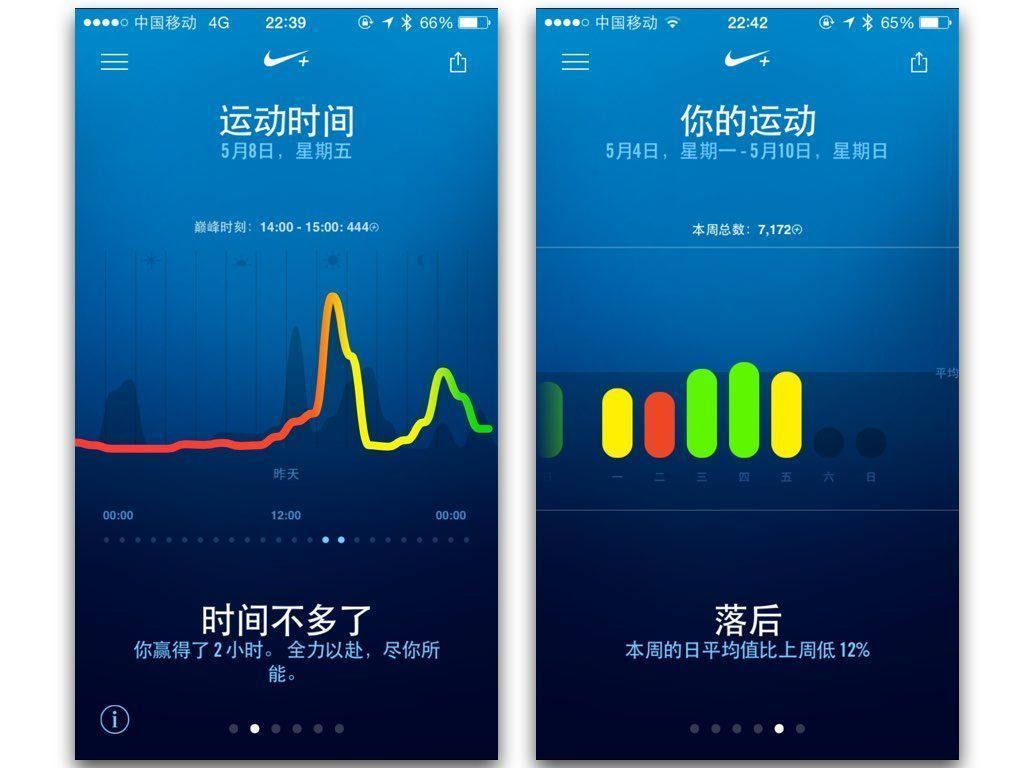 中国移动 4G 22:39 66%
运动时间
5月8日，星期五
巅峰时刻：14:00 - 15:00: 444
昨天
00:00 12:00 00:00
时间不多了
你赢得了 2 小时。 全力以赴，尽你所
能。
中国移动 22:42 65%
你的运动
5月4日，星期一 - 5月10日，星期日
本周总数：7,172
平均
一 二 三 四 五 六 日
落后
本周的日平均值比上周低 12%